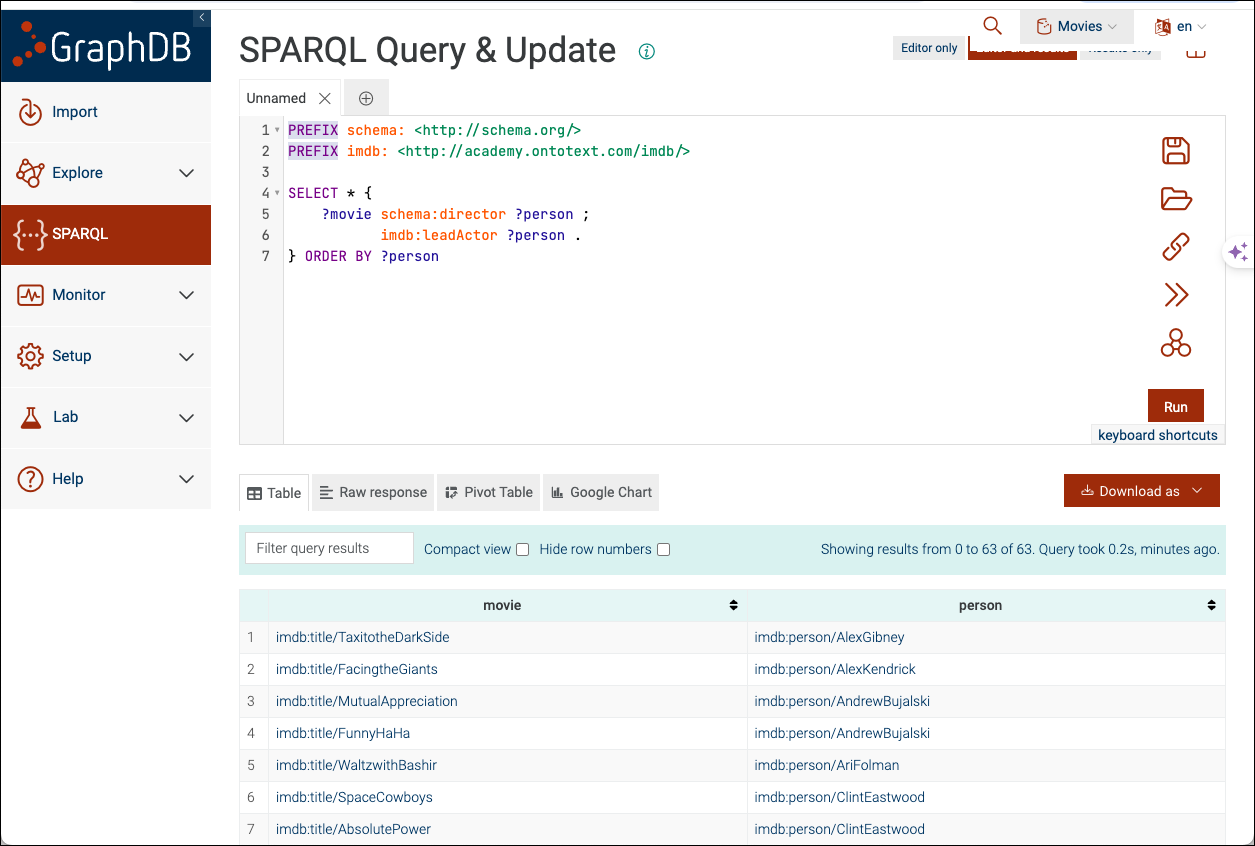 GraphDB
Import
Explore
SPARQL
Monitor
Setup
Lab
Help
SPARQL Query & Update
Editor only
Movies
en
Unnamed
1 PREFIX schema: <http://schema.org/>
2 PREFIX imdb: <http://academy.ontotext.com/imdb/>
3
4 SELECT * {
5 ?movie schema:director ?person ;
6 imdb:leadActor ?person .
7 } ORDER BY ?person
Run
keyboard shortcuts
Table Raw response Pivot Table Google Chart
Download as
Filter query results Compact view Hide row numbers Showing results from 0 to 63 of 63. Query took 0.2s, minutes ago.
movie person
1 imdb:title/TaxitotheDarkSide imdb:person/AlexGibney
2 imdb:title/FacingtheGiants imdb:person/AlexKendrick
3 imdb:title/MutualAppreciation imdb:person/AndrewBujalski
4 imdb:title/FunnyHaHa imdb:person/AndrewBujalski
5 imdb:title/WaltzwithBashir imdb:person/AriFolman
6 imdb:title/SpaceCowboys imdb:person/ClintEastwood
7 imdb:title/AbsolutePower imdb:person/ClintEastwood